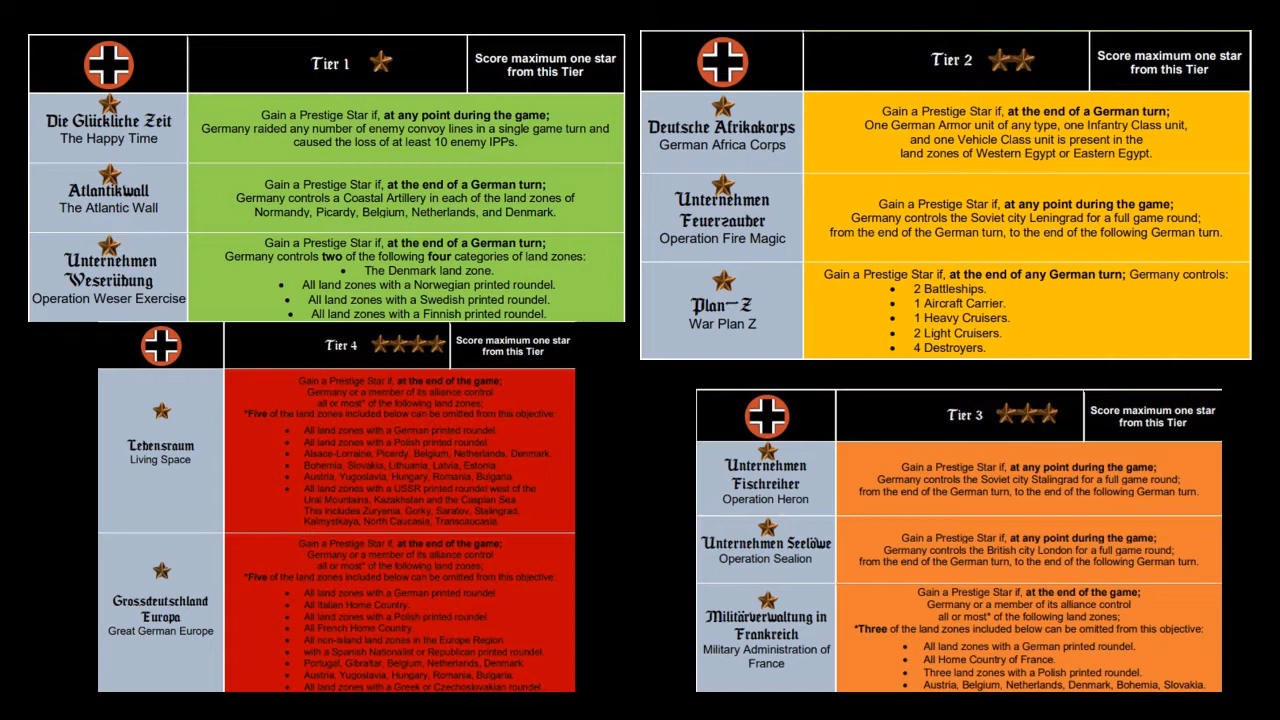 Tier 1
Score maximum one star
from this Tier
Die Glückliche Zeit
The Happy Time
Gain a Prestige Star if, at any point during the game;
Germany raided any number of enemy convoy lines in a single game turn and
caused the loss of at least 10 enemy IPPs.
Atlantikwall
The Atlantic Wall
Gain a Prestige Star if, at the end of a German turn;
Germany controls a Coastal Artillery in each of the land zones of
Normandy, Picardy, Belgium, Netherlands, and Denmark.
Unternehmen
Weserübung
Operation Weser Exercise
Gain a Prestige Star if, at the end of a German turn;
Germany controls two of the following four categories of land zones:
• The Denmark land zone.
• All land zones with a Norwegian printed roundel.
• All land zones with a Swedish printed roundel.
• All land zones with a Finnish printed roundel.
Tier 2
Score maximum one star
from this Tier
Deutsche Afrikakorps
German Africa Corps
Gain a Prestige Star if, at the end of a German turn;
One German Armor unit of any type, one Infantry Class unit,
and one Vehicle Class unit is present in the
land zones of Western Egypt or Eastern Egypt.
Unternehmen
Feuerzauber
Operation Fire Magic
Gain a Prestige Star if, at any point during the game;
Germany controls the Soviet city Leningrad for a full game round;
from the end of the German turn, to the end of the following German turn.
Plan-Z
War Plan Z
Gain a Prestige Star if, at the end of any German turn; Germany controls:
• 2 Battleships.
• 1 Aircraft Carrier.
• 1 Heavy Cruisers.
• 2 Light Cruisers.
• 4 Destroyers.
Tier 4
Score maximum one star
from this Tier
Lebensraum
Living Space
Gain a Prestige Star if, at the end of the game;
Germany or a member of its alliance control
all or most* of the following land zones;
*Five of the land zones included below can be omitted from this objective:
• All land zones with a German printed roundel.
• All land zones with a Polish printed roundel.
• Alsace-Lorraine, Picardy, Belgium, Netherlands, Denmark.
• Bohemia, Slovakia, Lithuania, Latvia, Estonia.
• Austria, Yugoslavia, Hungary, Romania, Bulgaria.
• All land zones with a USSR printed roundel west of the
Ural Mountains, Kazakhstan and the Caspian Sea.
This includes Zuryenia, Gorky, Saratov, Stalingrad,
Kalmystkaya, North Caucasia, Transcaucasia.
Grossdeutschland
Europa
Great German Europe
Gain a Prestige Star if, at the end of the game;
Germany or a member of its alliance control
all or most* of the following land zones;
*Five of the land zones included below can be omitted from this objective:
• All land zones with a German printed roundel.
• All Italian Home Country.
• All land zones with a Polish printed roundel.
• All French Home Country.
• All non-island land zones in the Europe Region
• with a Spanish Nationalist or Republican printed roundel.
• Portugal, Gibraltar, Belgium, Netherlands, Denmark.
• Austria, Yugoslavia, Hungary, Romania, Bulgaria.
• All land zones with a Greek or Czechoslovakian roundel.
Tier 3
Score maximum one star
from this Tier
Unternehmen
Fischreiher
Operation Heron
Gain a Prestige Star if, at any point during the game;
Germany controls the Soviet city Stalingrad for a full game round;
from the end of the German turn, to the end of the following German turn.
Unternehmen Seelöwe
Operation Sealion
Gain a Prestige Star if, at any point during the game;
Germany controls the British city London for a full game round;
from the end of the German turn, to the end of the following German turn.
Militärverwaltung in
Frankreich
Military Administration of
France
Gain a Prestige Star if, at the end of the game;
Germany or a member of its alliance control
all or most* of the following land zones;
*Three of the land zones included below can be omitted from this objective:
• All land zones with a German printed roundel.
• All Home Country of France.
• Three land zones with a Polish printed roundel.
• Austria, Belgium, Netherlands, Denmark, Bohemia, Slovakia.